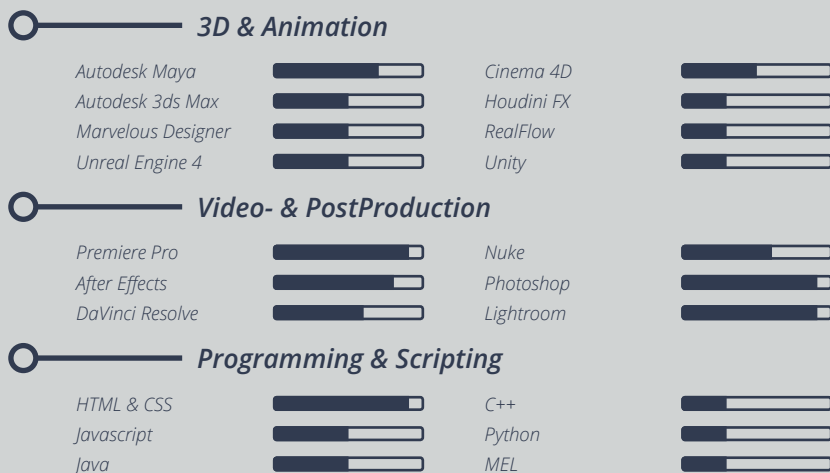 3D & Animation
Autodesk Maya Cinema 4D
Autodesk 3ds Max Houdini FX
Marvelous Designer RealFlow
Unreal Engine 4 Unity
Video- & PostProduction
Premiere Pro Nuke
After Effects Photoshop
DaVinci Resolve Lightroom
Programming & Scripting
HTML & CSS C++
Javascript Python
Java MEL